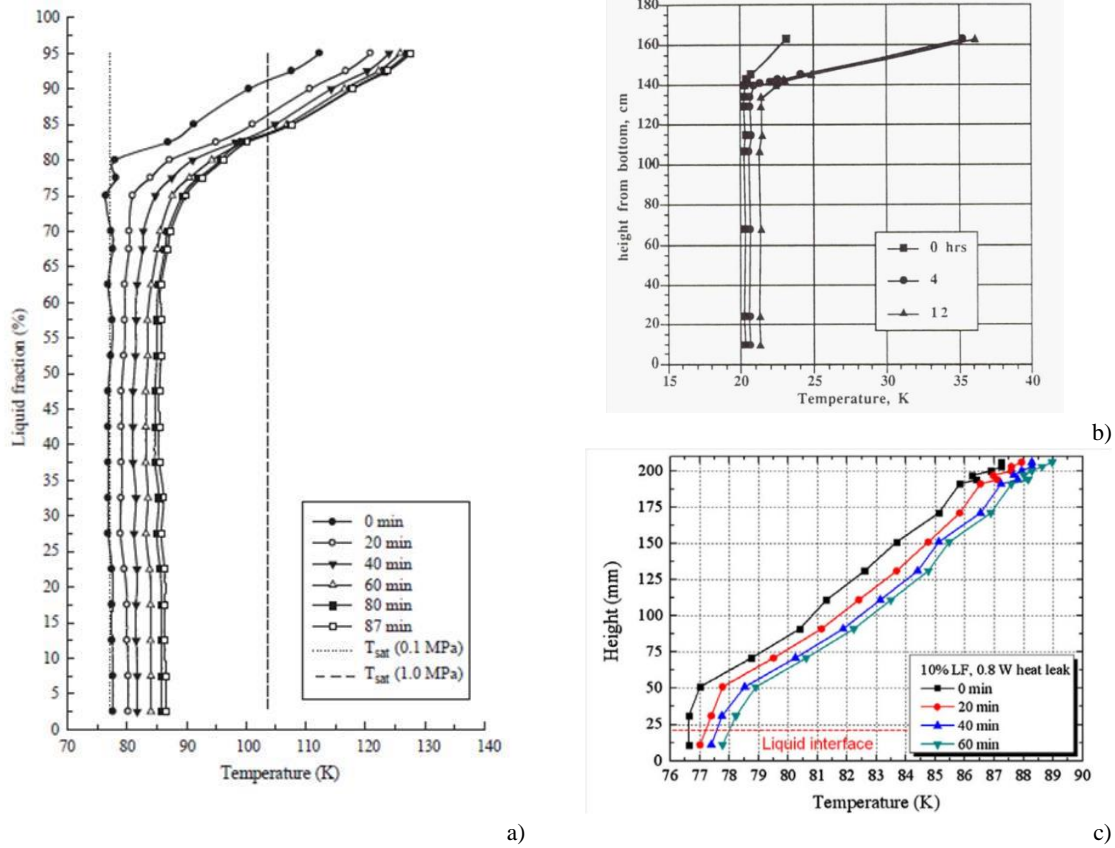 100
95
90
85
80
75
70
65
60
55
50
45
40
35
30
25
20
15
10
5
0
Liquid fraction (%)
0 min
20 min
40 min
60 min
80 min
87 min
T_sat (0.1 MPa)
T_sat (1.0 MPa)
70 80 90 100 110 120 130 140
Temperature (K)
a)
180
160
140
120
100
80
60
40
20
0
height from bottom, cm
0 hrs
4
12
15 20 25 30 35 40
Temperature, K
b)
200
175
150
125
100
75
50
25
0
Height (mm)
10% LF, 0.8 W heat leak
0 min
20 min
40 min
60 min
Liquid interface
76 77 78 79 80 81 82 83 84 85 86 87 88 89 90
Temperature (K)
c)